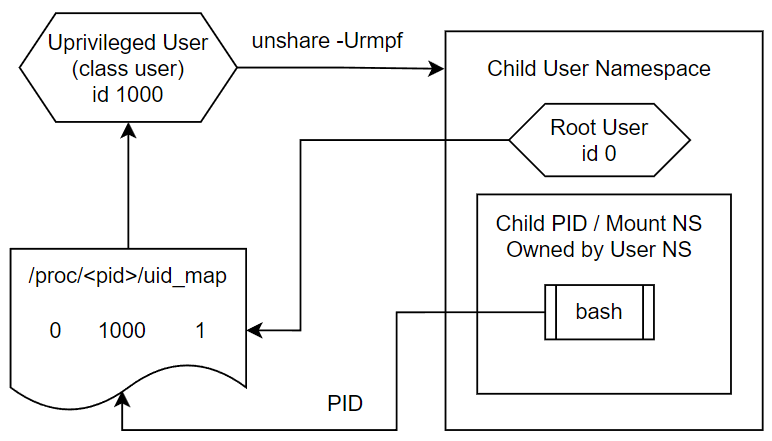 Uprivileged User
(class user)
id 1000
unshare -Urmpf
Child User Namespace
Root User
id 0
Child PID / Mount NS
Owned by User NS
bash
/proc/<pid>/uid_map
0 1000 1
PID